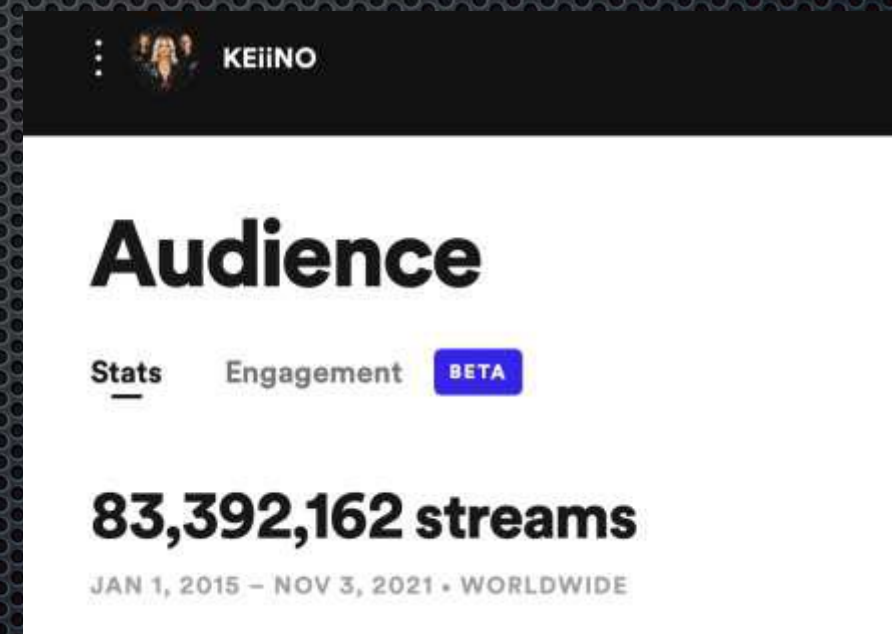 KEiiNO
Audience
Stats Engagement BETA
83,392,162 streams
JAN 1, 2015 – NOV 3, 2021 • WORLDWIDE